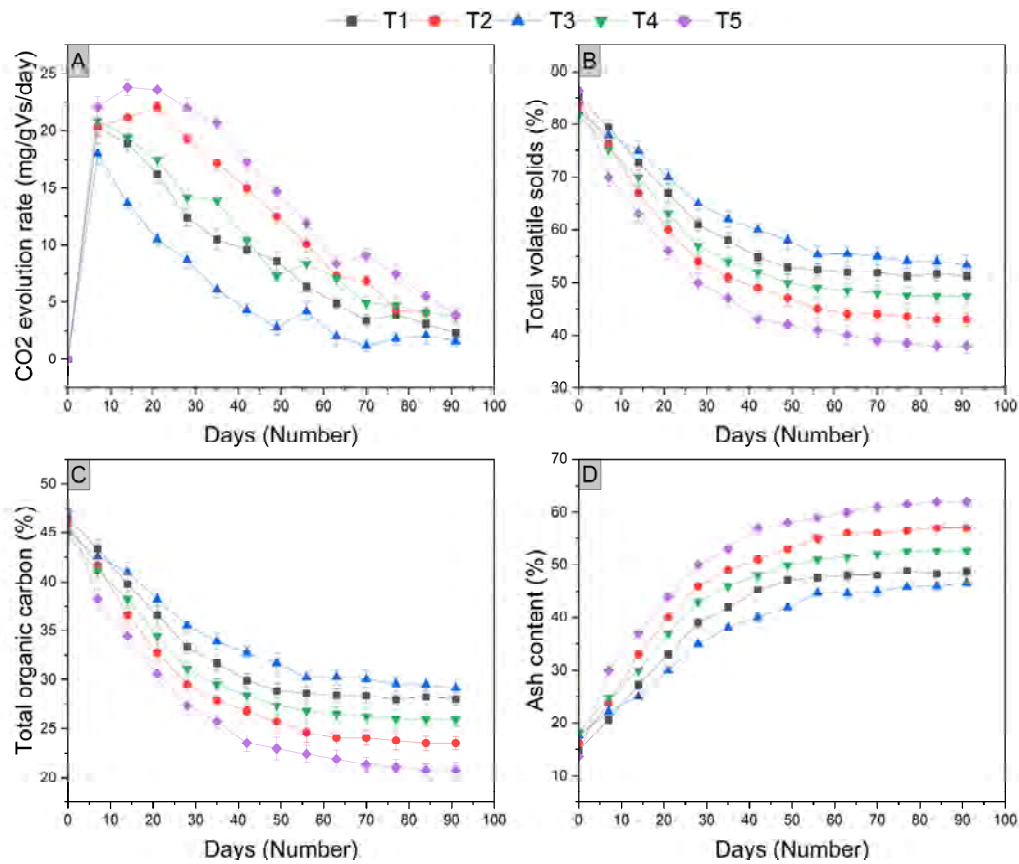 T1 T2 T3 T4 T5
A
CO2 evolution rate (mg/gVs/day)
25
20
15
10
5
0
0 10 20 30 40 50 60 70 80 90 100
Days (Number)
B
Total volatile solids (%)
90
80
70
60
50
40
30
0 10 20 30 40 50 60 70 80 90 100
Days (Number)
C
Total organic carbon (%)
50
45
40
35
30
25
20
0 10 20 30 40 50 60 70 80 90 100
Days (Number)
D
Ash content (%)
70
60
50
40
30
20
10
0 10 20 30 40 50 60 70 80 90 100
Days (Number)